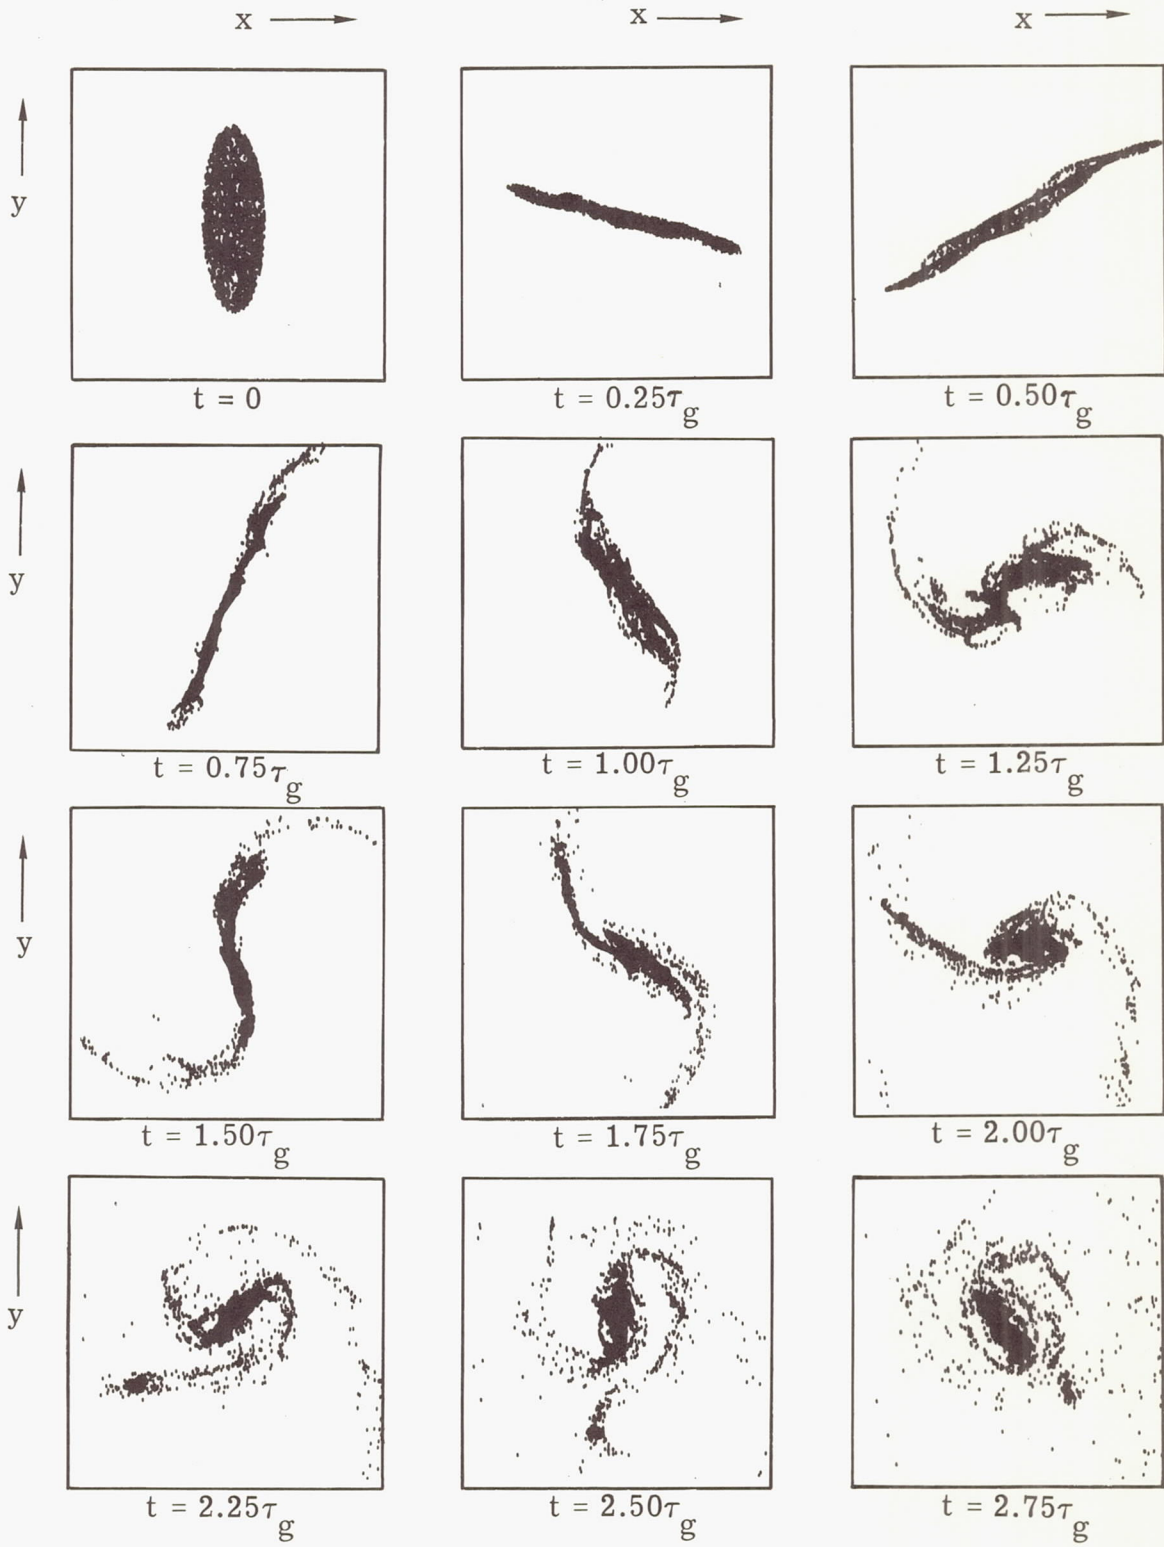 x x x
y
t = 0 t = 0.25τg t = 0.50τg
y
t = 0.75τg t = 1.00τg t = 1.25τg
y
t = 1.50τg t = 1.75τg t = 2.00τg
y
t = 2.25τg t = 2.50τg t = 2.75τg